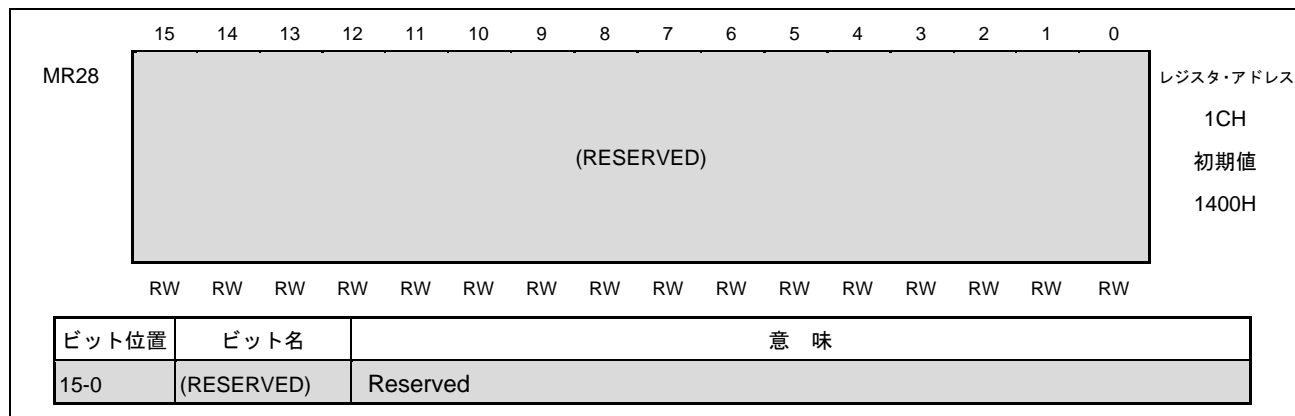 15 14 13 12 11 10 9 8 7 6 5 4 3 2 1 0
MR28
(RESERVED)
レジスタ・アドレス
1CH
初期値
1400H
RW RW RW RW RW RW RW RW RW RW RW RW RW RW RW RW
ビット位置 ビット名 意 味
15-0 (RESERVED) Reserved